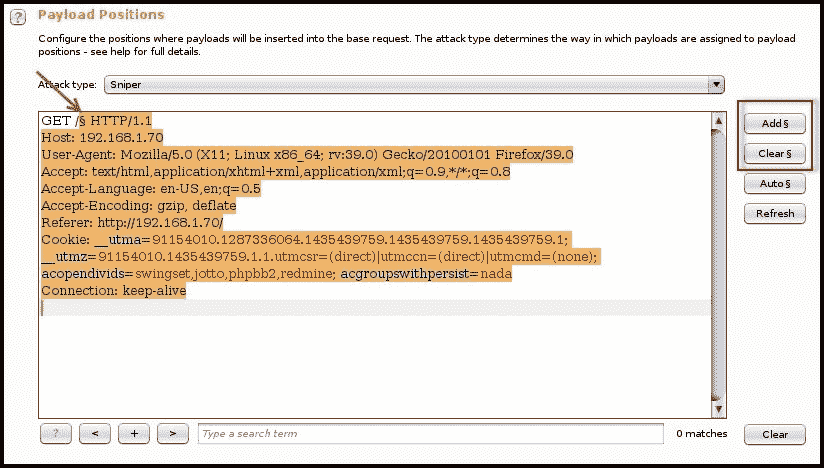 ?
Payload Positions
Configure the positions where payloads will be inserted into the base request. The attack type determines the way in which payloads are assigned to payload
positions - see help for full details.
Attack type: Sniper
GET /§ HTTP/1.1
Host: 192.168.1.70
User-Agent: Mozilla/5.0 (X11; Linux x86_64; rv:39.0) Gecko/20100101 Firefox/39.0
Accept: text/html,application/xhtml+xml,application/xml;q=0.9,*/*;q=0.8
Accept-Language: en-US,en;q=0.5
Accept-Encoding: gzip, deflate
Referer: http://192.168.1.70/
Cookie: __utma=91154010.1287336064.1435439759.1435439759.1435439759.1;
__utmz=91154010.1435439759.1.1.utmcsr=(direct)|utmccn=(direct)|utmcmd=(none);
acopendivids=swingset,jotto,phpbb2,redmine; acgroupswithpersist=nada
Connection: keep-alive
Add §
Clear §
Auto §
Refresh
? < + > Type a search term 0 matches Clear